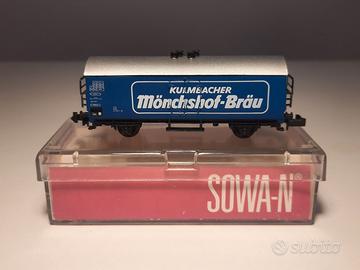 KULMBACHER
Mönchshof-Bräu
SOWA-N®
subito